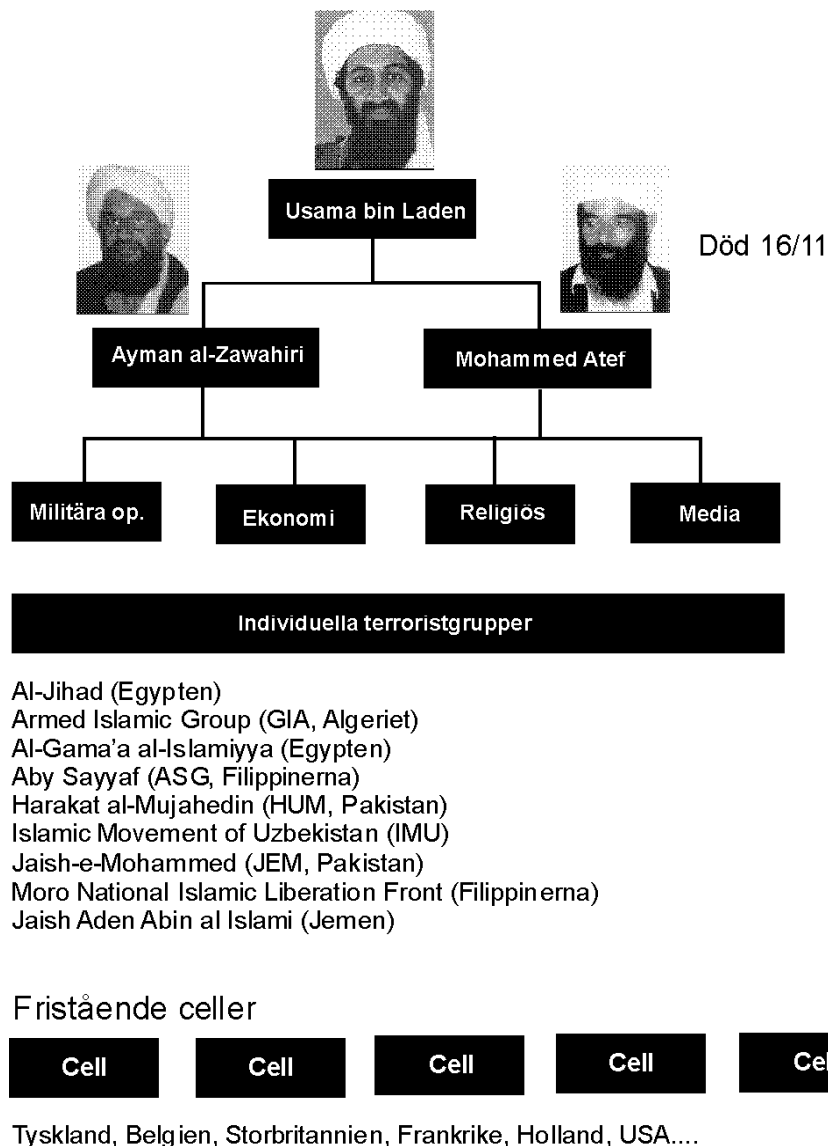 Usama bin Laden
Död 16/11
Ayman al-Zawahiri
Mohammed Atef
Militära op.
Ekonomi
Religiös
Media
Individuella terroristgrupper
Al-Jihad (Egypten)
Armed Islamic Group (GIA, Algeriet)
Al-Gama'a al-Islamiyya (Egypten)
Aby Sayyaf (ASG, Filippinerna)
Harakat al-Mujahedin (HUM, Pakistan)
Islamic Movement of Uzbekistan (IMU)
Jaish-e-Mohammed (JEM, Pakistan)
Moro National Islamic Liberation Front (Filippinerna)
Jaish Aden Abin al Islami (Jemen)
Fristående celler
Cell Cell Cell Cell Cel
Tyskland, Belgien, Storbritannien, Frankrike, Holland, USA....